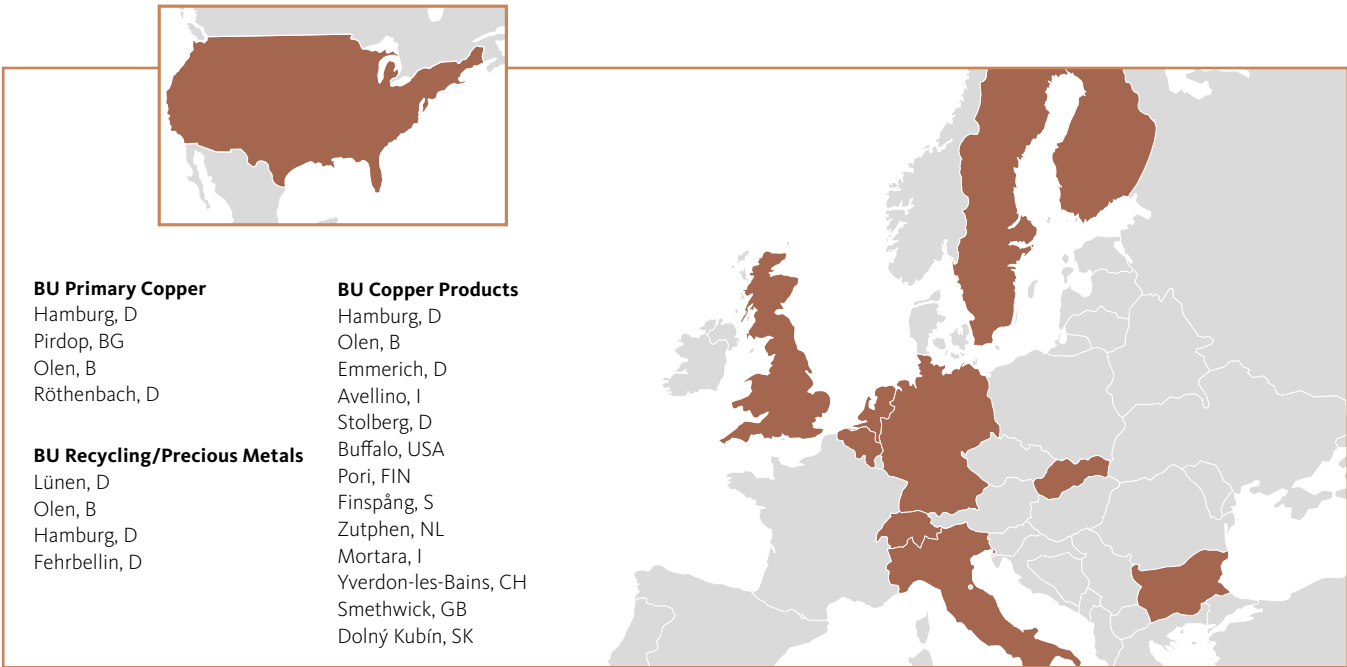 BU Primary Copper
Hamburg, D
Pirdop, BG
Olen, B
Röthenbach, D
BU Recycling/Precious Metals
Lünen, D
Olen, B
Hamburg, D
Fehrbellin, D
BU Copper Products
Hamburg, D
Olen, B
Emmerich, D
Avellino, I
Stolberg, D
Buffalo, USA
Pori, FIN
Finspång, S
Zutphen, NL
Mortara, I
Yverdon-les-Bains, CH
Smethwick, GB
Dolný Kubín, SK